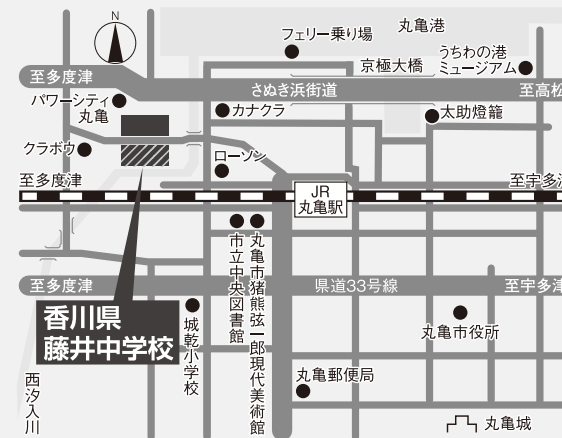 N
フェリー乗り場
丸亀港
京極大橋
うちわの港
ミュージアム
至多度津
さぬき浜街道
至高松
パワーシティ
丸亀
カナクラ
太助燈籠
クラボウ
ローソン
至多度津
JR
丸亀駅
至宇多津
市立中央図書館
丸亀市猪熊弦一郎現代美術館
至多度津
県道33号線
至宇多津
香川県
藤井中学校
城乾小学校
丸亀市役所
丸亀郵便局
西汐入川
丸亀城